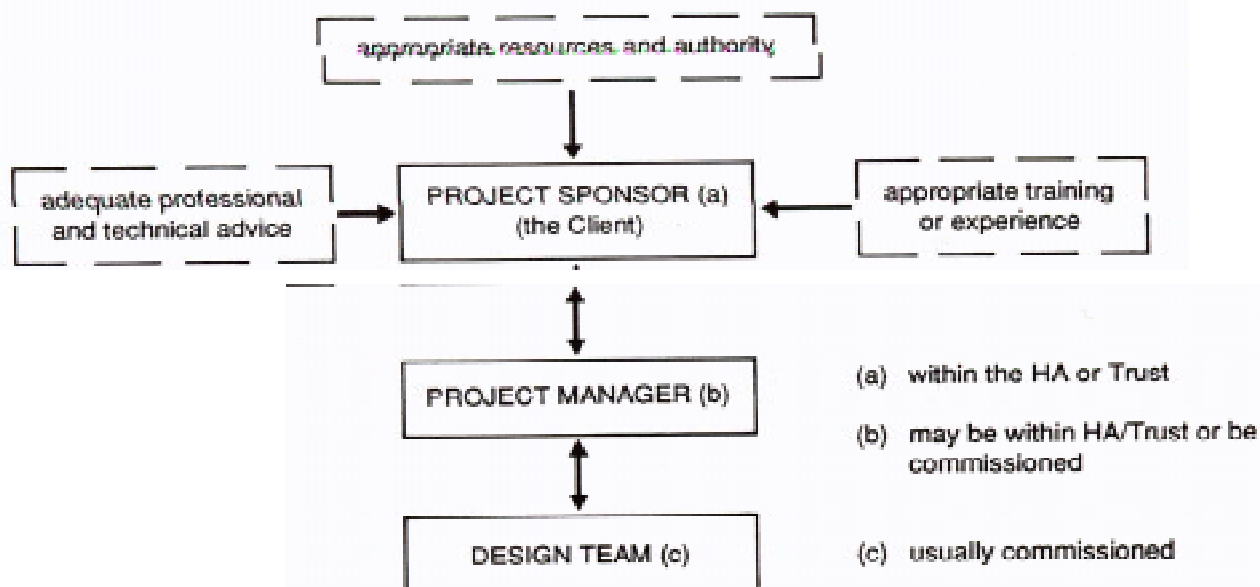 appropriate resources and authority
adequate professional
and technical advice
PROJECT SPONSOR (a)
(the Client)
appropriate training
or experience
PROJECT MANAGER (b)
(a) within the HA or Trust
(b) may be within HA/Trust or be
commissioned
DESIGN TEAM (c)
(c) usually commissioned